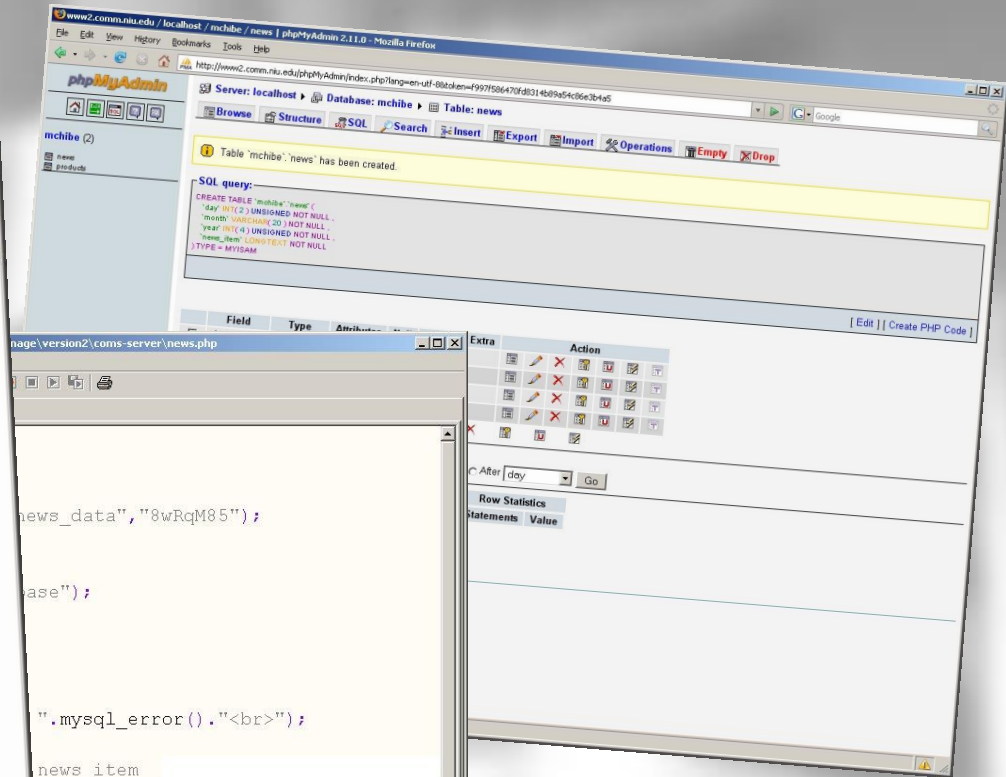 www2.comm.niu.edu / localhost / mchibe / news | phpMyAdmin 2.11.0 - Mozilla Firefox
File Edit View History Bookmarks Tools Help
http://www2.comm.niu.edu/phpMyAdmin/index.php?lang=en-utf-8&token=f997f586470fd8314b89a54c86e3b4a5
Google
phpMyAdmin
mchibe (2)
news
products
Server: localhost Database: mchibe Table: news
Browse Structure SQL Search Insert Export Import Operations Empty Drop
Table `mchibe`.`news` has been created.
SQL query:
CREATE TABLE `mchibe`.`news` (
`day` INT( 2 ) UNSIGNED NOT NULL ,
`month` VARCHAR( 20 ) NOT NULL ,
`year` INT( 4 ) UNSIGNED NOT NULL ,
`news_item` LONGTEXT NOT NULL
) TYPE = MYISAM
[ Edit ] [ Create PHP Code ]
Field Type Extra Action
After day Go
Row Statistics
Statements Value
nage\version2\coms-server\news.php
news_data","8wRqM85");
ase");
".mysql_error()."<br>");
news item